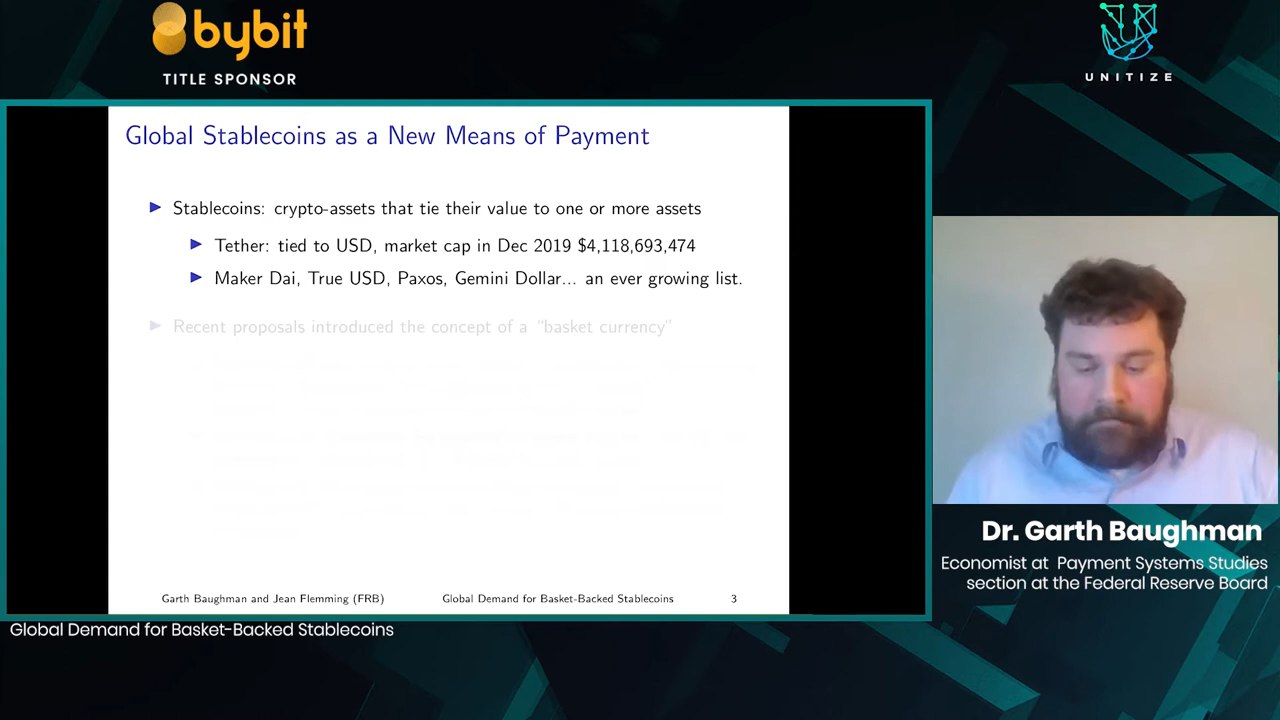 bybit
TITLE SPONSOR
UNITIZE
Global Stablecoins as a New Means of Payment
Stablecoins: crypto-assets that tie their value to one or more assets
Tether: tied to USD, market cap in Dec 2019 $4,118,693,474
Maker Dai, True USD, Paxos, Gemini Dollar... an ever growing list.
Recent proposals introduced the concept of a “basket currency”
Garth Baughman and Jean Flemming (FRB) Global Demand for Basket-Backed Stablecoins 3
Dr. Garth Baughman
Economist at Payment Systems Studies
section at the Federal Reserve Board
Global Demand for Basket-Backed Stablecoins